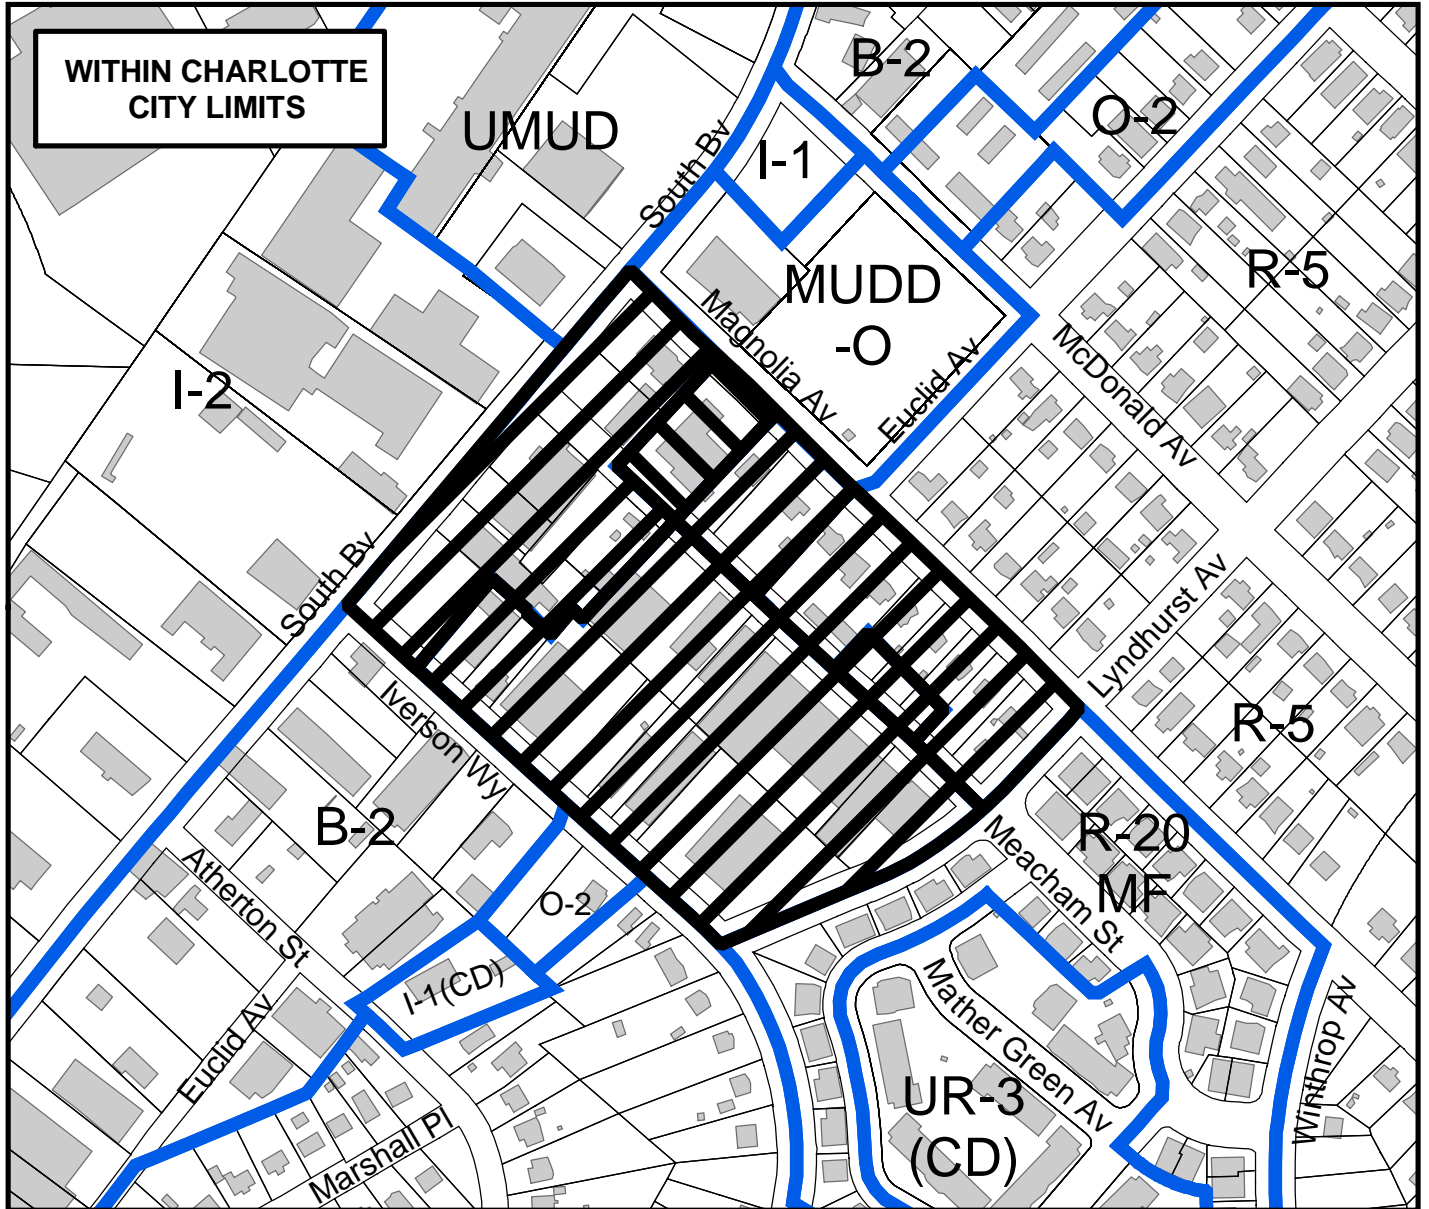 WITHIN CHARLOTTE
CITY LIMITS
UMUD
B-2
O-2
I-1
South Bv
R-5
MUDD
-O
Magnolia Av
Euclid Av
McDonald Av
I-2
South Bv
Lyndhurst Av
R-5
Iverson Wy
B-2
Atherton St
O-2
I-1(CD)
Euclid Av
Marshall Pl
R-20
MF
Meacham St
Mather Green Av
UR-3
(CD)
Winthrop Av